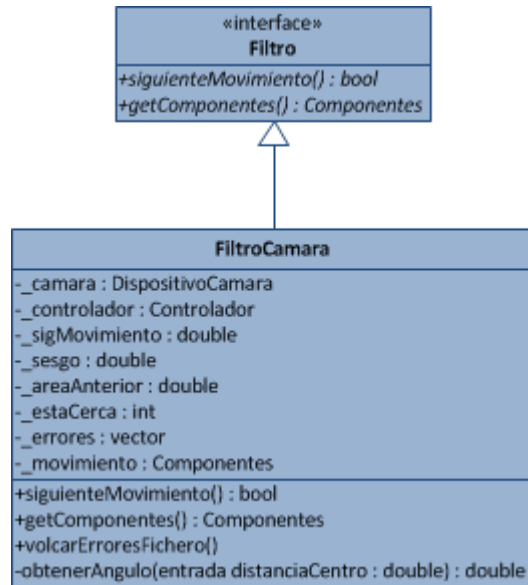 «interface»
Filtro
+siguienteMovimiento() : bool
+getComponentes() : Componentes
FiltroCamara
-_camara : DispositivoCamara
-_controlador : Controlador
-_sigMovimiento : double
-_sesgo : double
-_areaAnterior : double
-_estaCerca : int
-_errores : vector
-_movimiento : Componentes
+siguienteMovimiento() : bool
+getComponentes() : Componentes
+volcarErroresFichero()
-obtenerAngulo(entrada distanciaCentro : double) : double